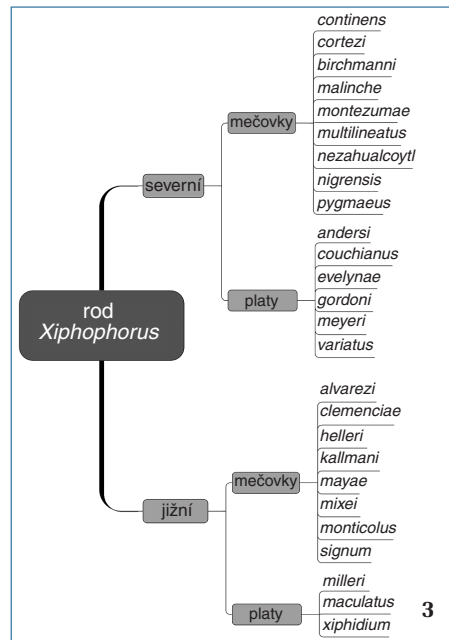 rod
Xiphophorus
severní
mečovky
continens
cortezi
birchmanni
malinche
montezumae
multilineatus
nezahualcoytl
nigrensis
pygmaeus
platy
andersi
couchianus
evelynae
gordoni
meyeri
variatus
jižní
mečovky
alvarezi
clemenciae
helleri
kallmani
mayae
mixei
monticolus
signum
platy
milleri
maculatus
xiphidium
3